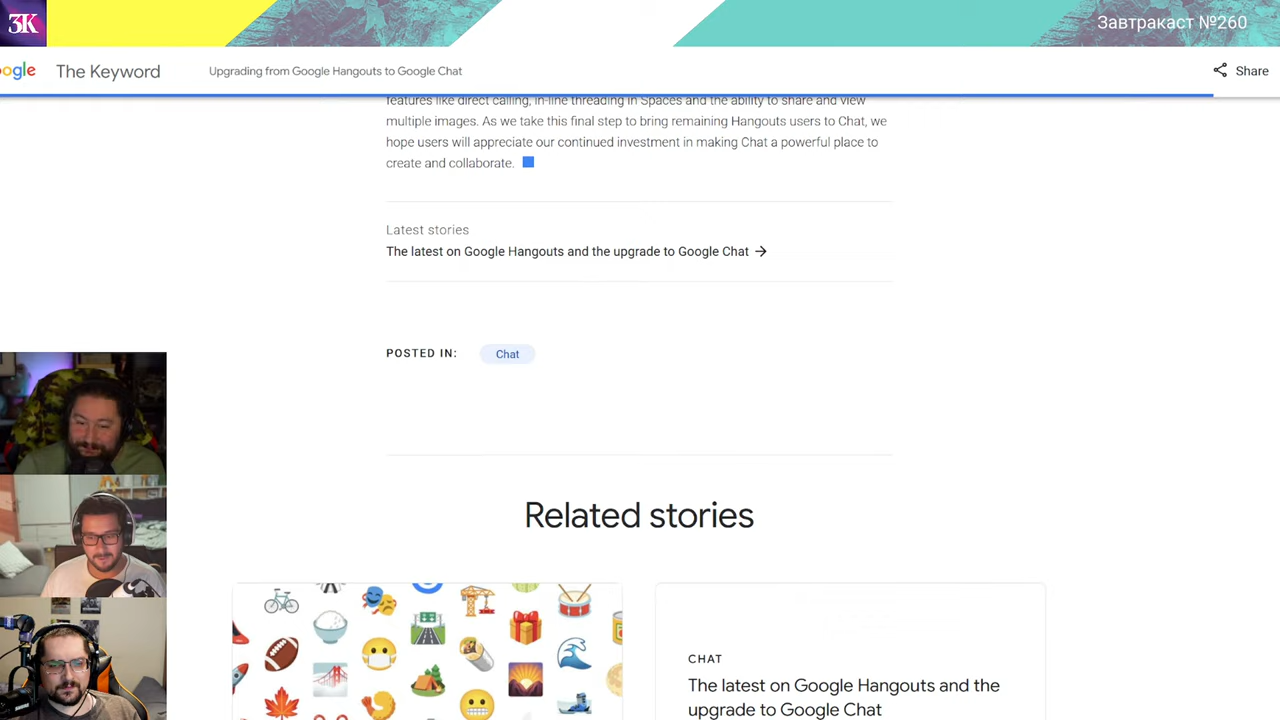 3K
Завтракаст №260
ogle The Keyword
Upgrading from Google Hangouts to Google Chat
Share
features like direct calling, in-line threading in Spaces and the ability to share and view
multiple images. As we take this final step to bring remaining Hangouts users to Chat, we
hope users will appreciate our continued investment in making Chat a powerful place to
create and collaborate.
Latest stories
The latest on Google Hangouts and the upgrade to Google Chat →
POSTED IN: Chat
Related stories
CHAT
The latest on Google Hangouts and the
upgrade to Google Chat